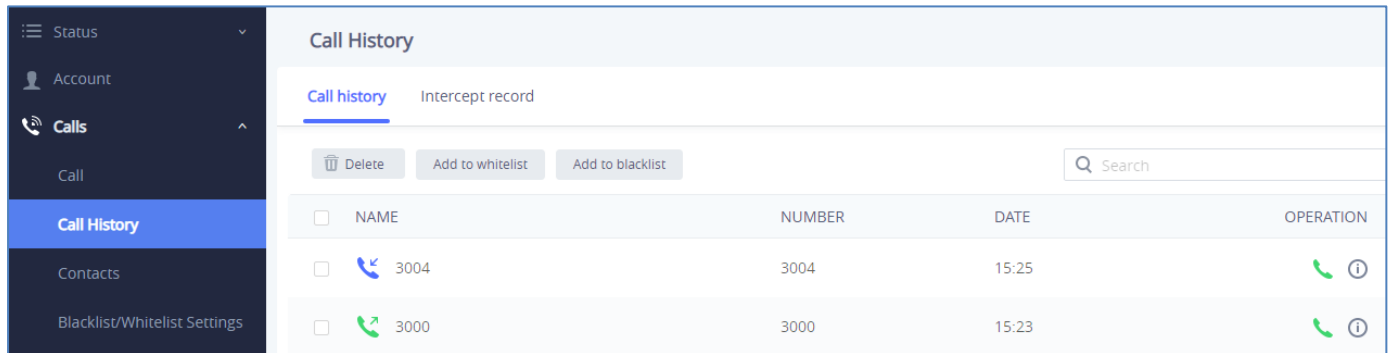 Status
Account
Calls
Call
Call History
Contacts
Blacklist/Whitelist Settings
Call History
Call history Intercept record
Delete Add to whitelist Add to blacklist Search
NAME NUMBER DATE OPERATION
3004 3004 15:25
3000 3000 15:23